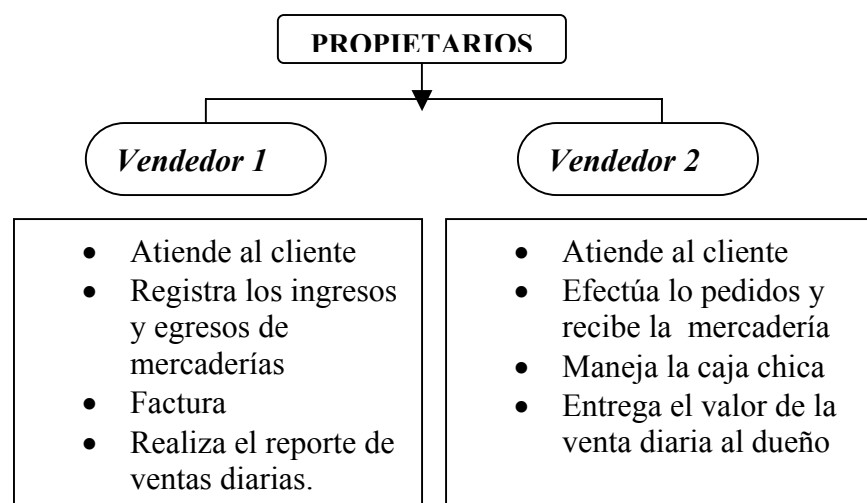 PROPIETARIOS
Vendedor 1
Vendedor 2
• Atiende al cliente
• Registra los ingresos
y egresos de
mercaderías
• Factura
• Realiza el reporte de
ventas diarias.
• Atiende al cliente
• Efectúa lo pedidos y
recibe la mercadería
• Maneja la caja chica
• Entrega el valor de la
venta diaria al dueño